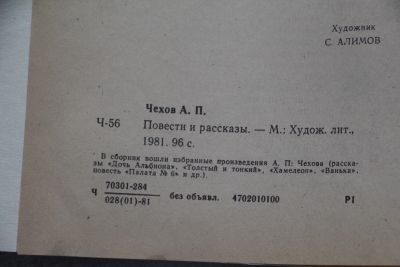 Художник
С. АЛИМОВ
Чехов А. П.
Ч-56 Повести и рассказы. — М.: Худож. лит.,
1981. 96 с.
В сборник вошли избранные произведения А. П. Чехова (расска-
зы «Дочь Альбиона», «Толстый и тонкий», «Хамелеон», «Ванька»,
повесть «Палата № 6» и др.).
Ч 70301-284 без объявл. 4702010100 Р1
028(01)-81